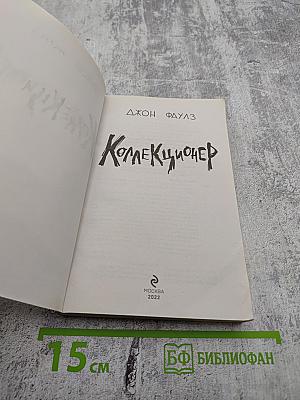 ДЖОН ФАУЛЗ
КОЛЛЕКЦИОНЕР
МОСКВА
2022
15 см
БФ БИБЛИОФАН